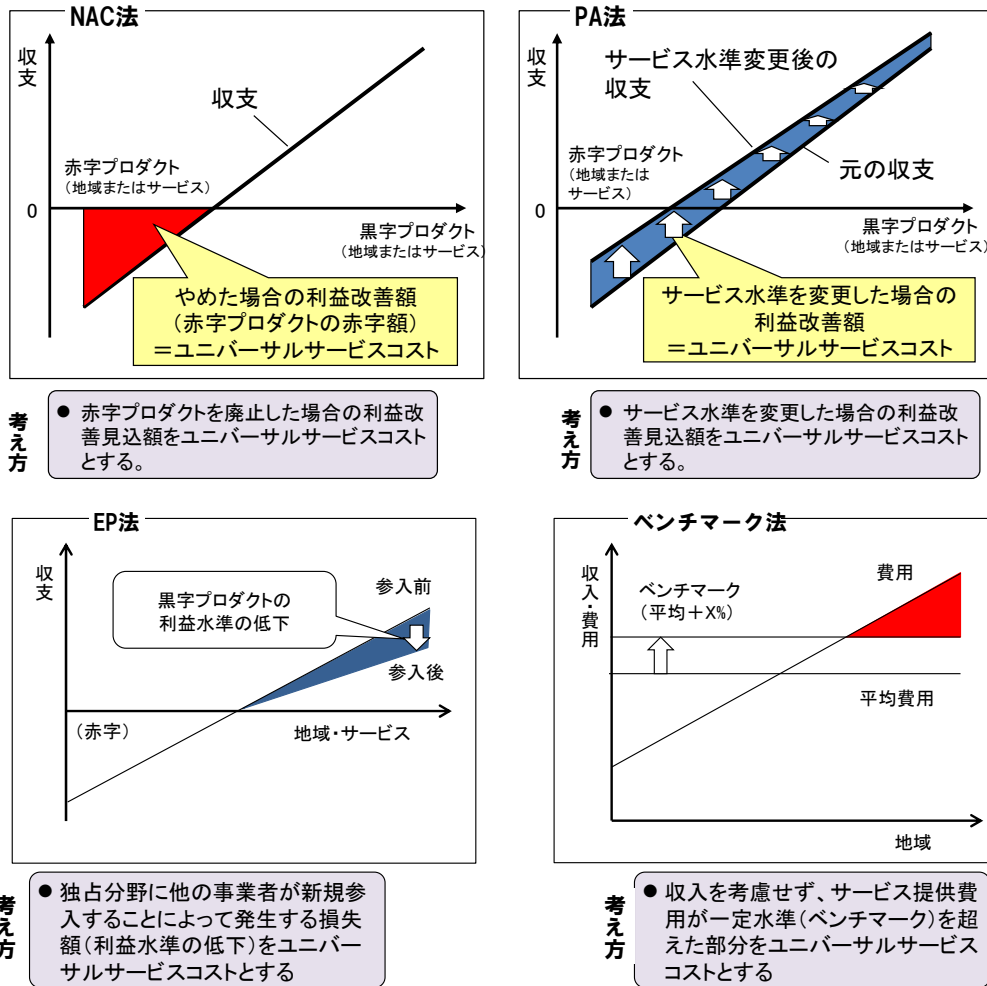 NAC法
収支
収支
赤字プロダクト
(地域またはサービス)
0
黒字プロダクト
(地域またはサービス)
やめた場合の利益改善額
(赤字プロダクトの赤字額)
=ユニバーサルサービスコスト
考え方
● 赤字プロダクトを廃止した場合の利益改
善見込額をユニバーサルサービスコスト
とする。
PA法
収支
サービス水準変更後の
収支
赤字プロダクト
(地域または
サービス)
元の収支
0
黒字プロダクト
(地域またはサービス)
サービス水準を変更した場合の
利益改善額
=ユニバーサルサービスコスト
考え方
● サービス水準を変更した場合の利益改
善見込額をユニバーサルサービスコスト
とする。
EP法
収支
黒字プロダクトの
利益水準の低下
参入前
参入後
(赤字)
地域・サービス
考え方
● 独占分野に他の事業者が新規参
入することによって発生する損失
額(利益水準の低下)をユニバー
サルサービスコストとする
ベンチマーク法
収入・費用
ベンチマーク
(平均+X%)
費用
平均費用
地域
考え方
● 収入を考慮せず、サービス提供費
用が一定水準(ベンチマーク)を超
えた部分をユニバーサルサービス
コストとする